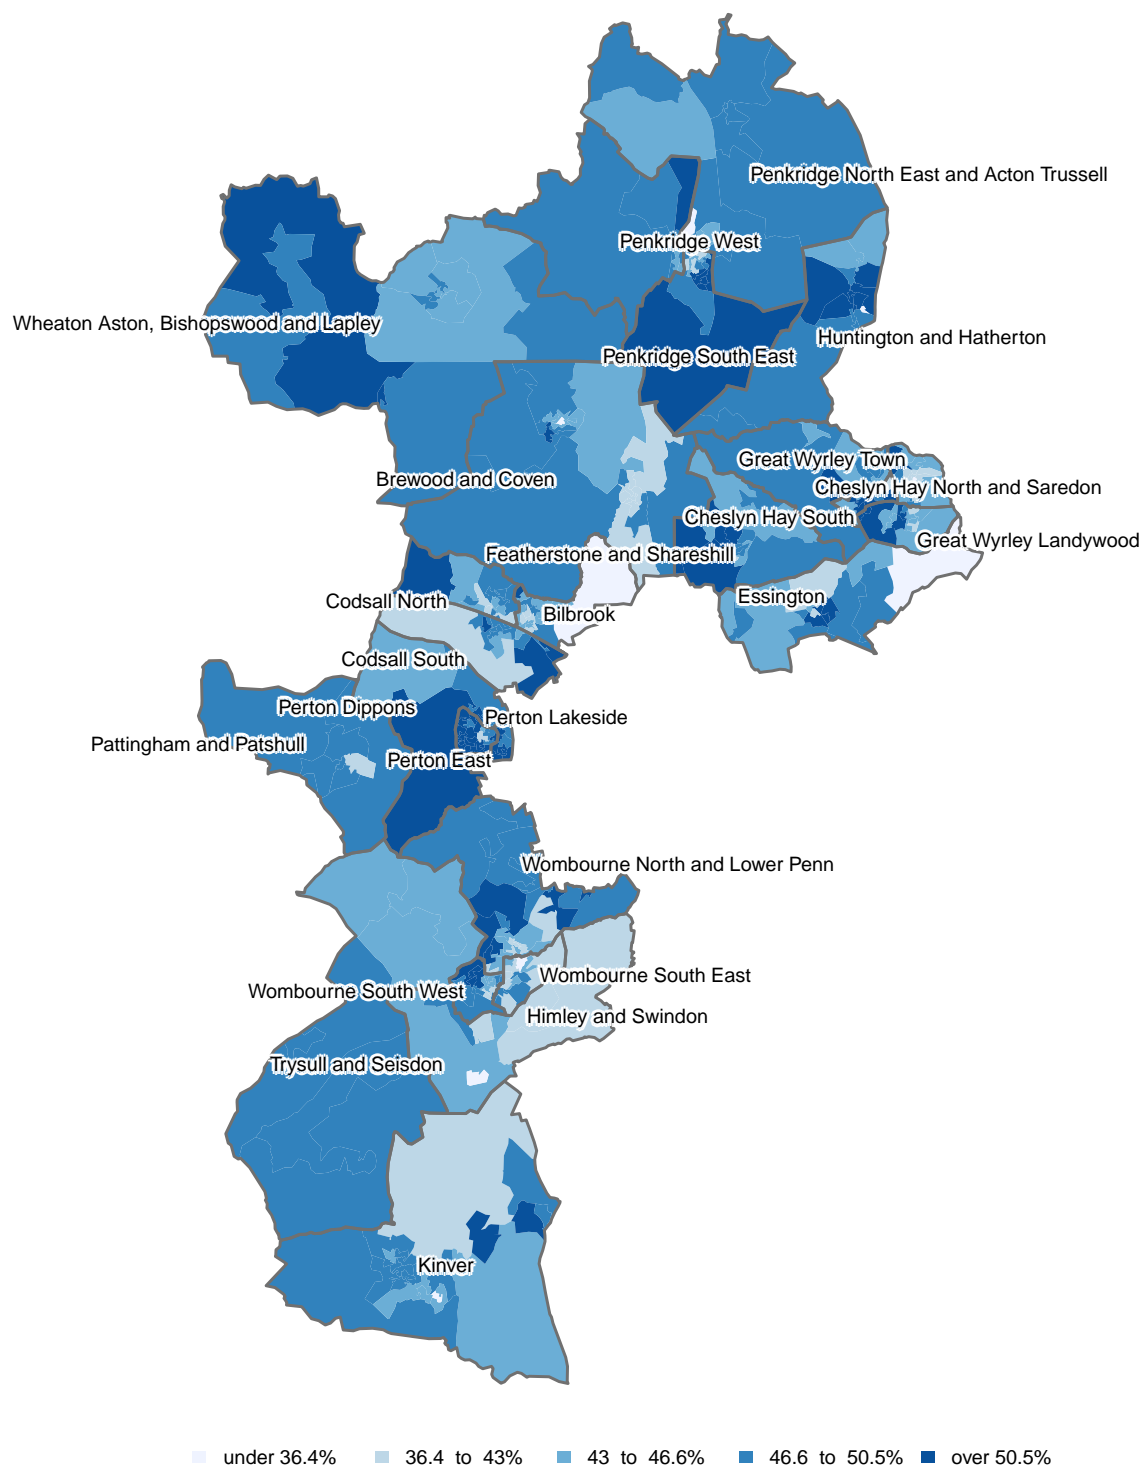 Penkridge North East and Acton Trussell
Penkridge West
Wheaton Aston, Bishopswood and Lapley
Huntington and Hatherton
Penkridge South East
Great Wyrley Town
Brewood and Coven
Cheslyn Hay North and Saredon
Cheslyn Hay South
Great Wyrley Landywood
Featherstone and Shareshill
Essington
Codsall North
Bilbrook
Codsall South
Perton Dippons
Perton Lakeside
Pattingham and Patshull
Perton East
Wombourne North and Lower Penn
Wombourne South East
Wombourne South West
Himley and Swindon
Trysull and Seisdon
Kinver
under 36.4% 36.4 to 43% 43 to 46.6% 46.6 to 50.5% over 50.5%